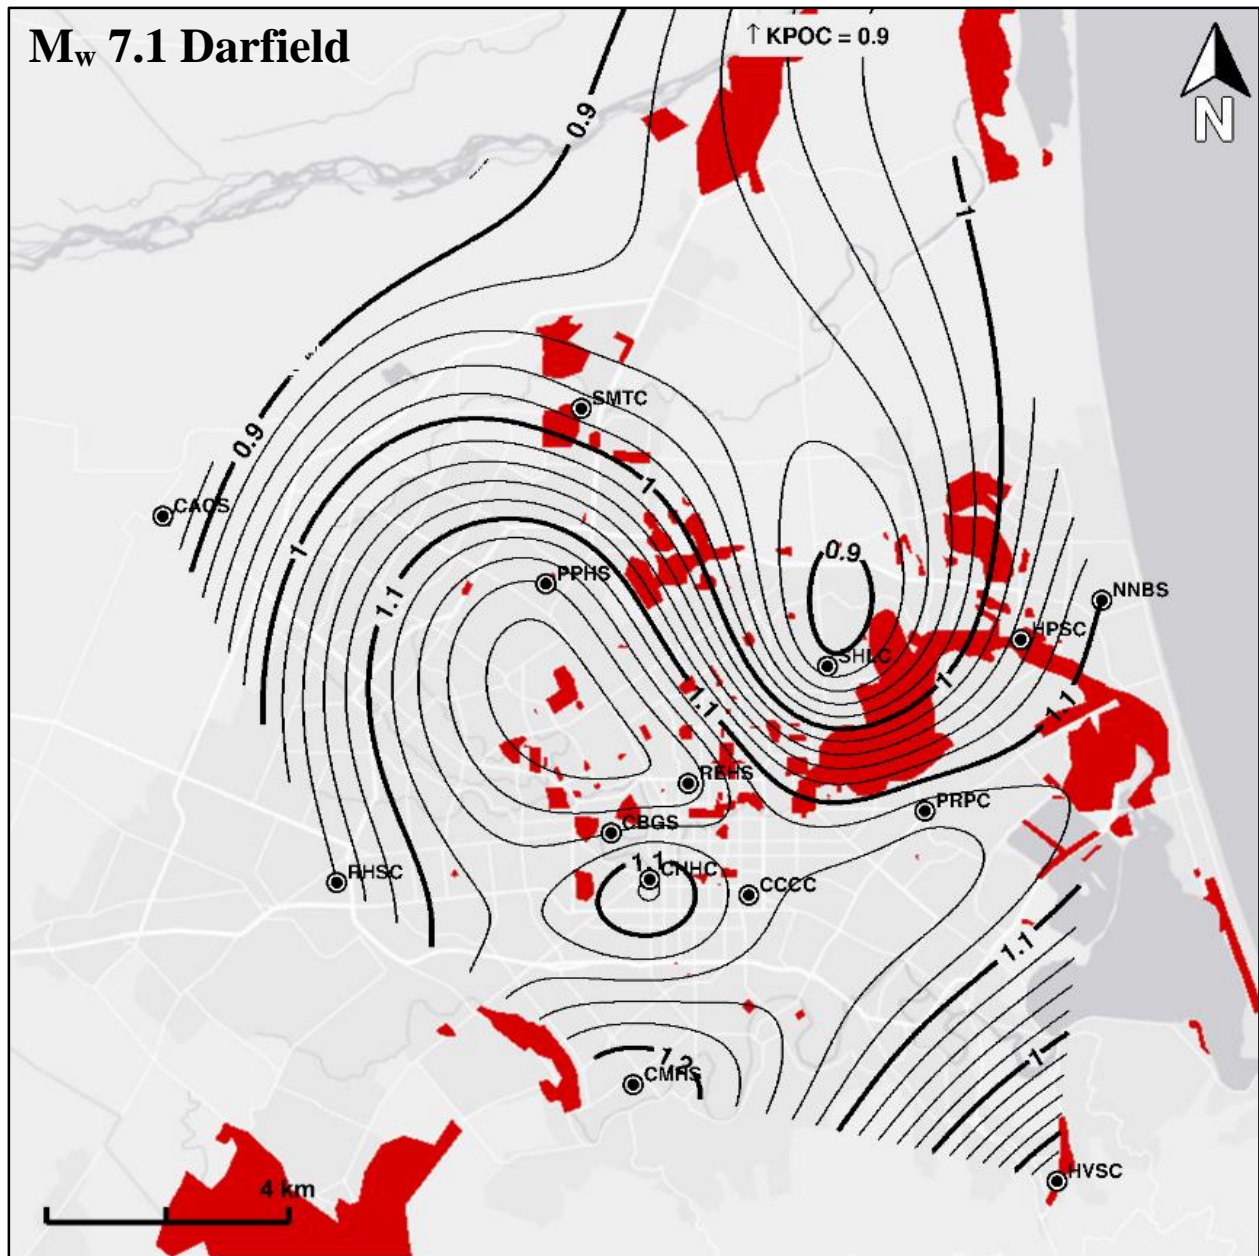 Mw 7.1 Darfield
↑ KPOC = 0.9
N
0.9
1
SMTC
0.9
1
CACS
1
0.9
PPHS
1.1
NNBS
HPSC
SHLC
1
1.1
1.1
REHS
PRPC
CBGS
1.1
CHHC
RHSC
CCCC
1.1
1
1.2
CMHS
HVSC
4 km